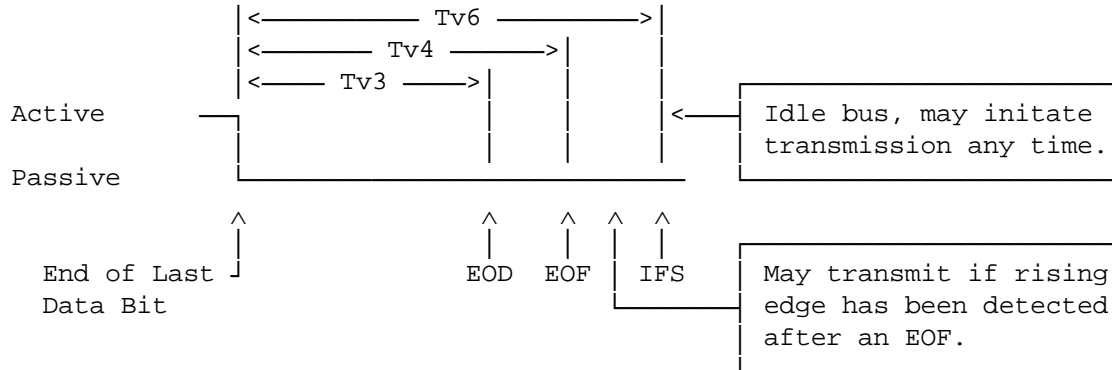 Tv6
Tv4
Tv3
Active
Idle bus, may initate
transmission any time.
Passive
End of Last
Data Bit
EOD
EOF
IFS
May transmit if rising
edge has been detected
after an EOF.